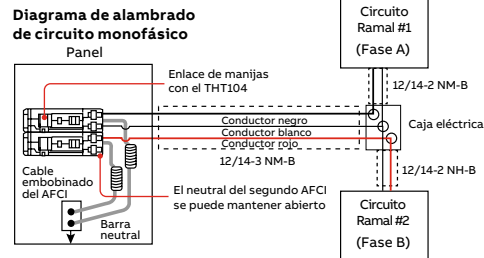 Diagrama de alambrado
de circuito monofásico
Panel
Enlace de manijas
con el THT104
Circuito
Ramal #1
(Fase A)
12/14-2 NM-B
Conductor negro
Conductor blanco
Conductor rojo
Caja eléctrica
12/14-3 NM-B
12/14-2 NH-B
Cable
embobinado
del AFCI
El neutral del segundo AFCI
se puede mantener abierto
Barra
neutral
Circuito
Ramal #2
(Fase B)